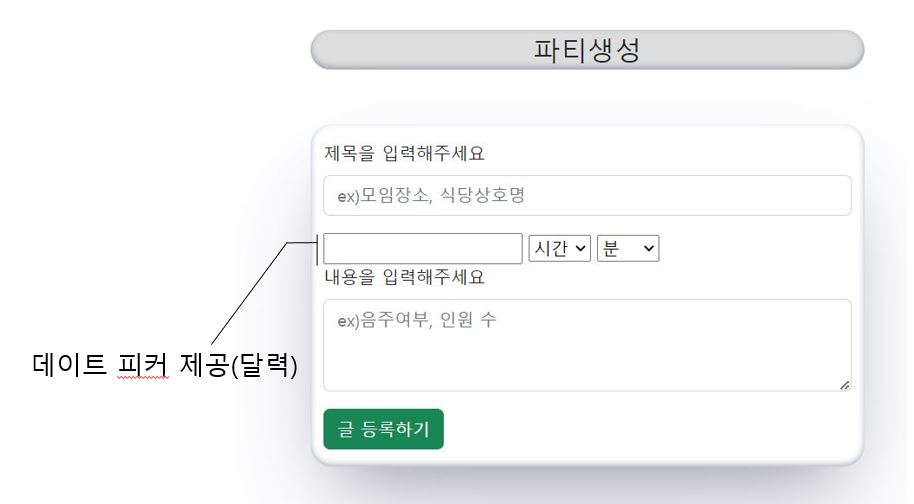 파티생성
제목을 입력해주세요
ex)모임장소, 식당상호명
시간 분
내용을 입력해주세요
ex)음주여부, 인원 수
데이트 피커 제공(달력)
글 등록하기